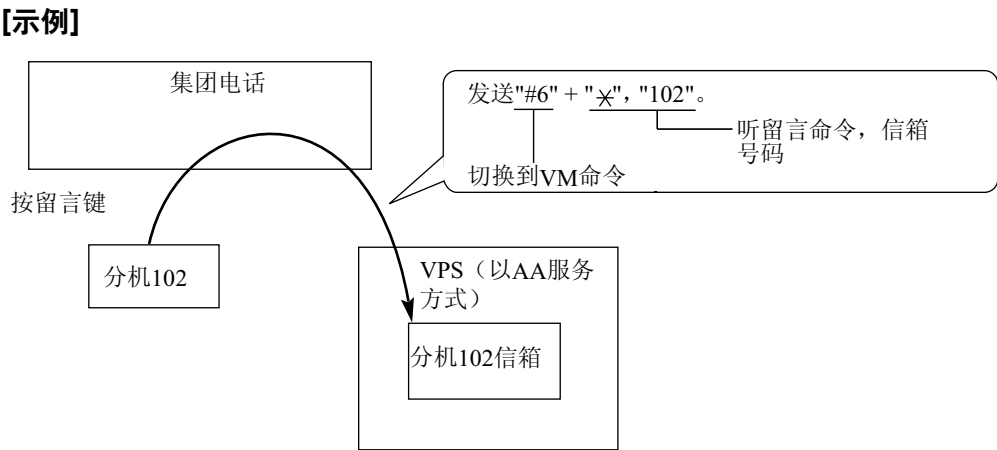 [示例]
集团电话
发送"#6" + "✕", "102"。
听留言命令，信箱
号码
切换到VM命令
按留言键
分机102
VPS（以AA服务
方式）
分机102信箱